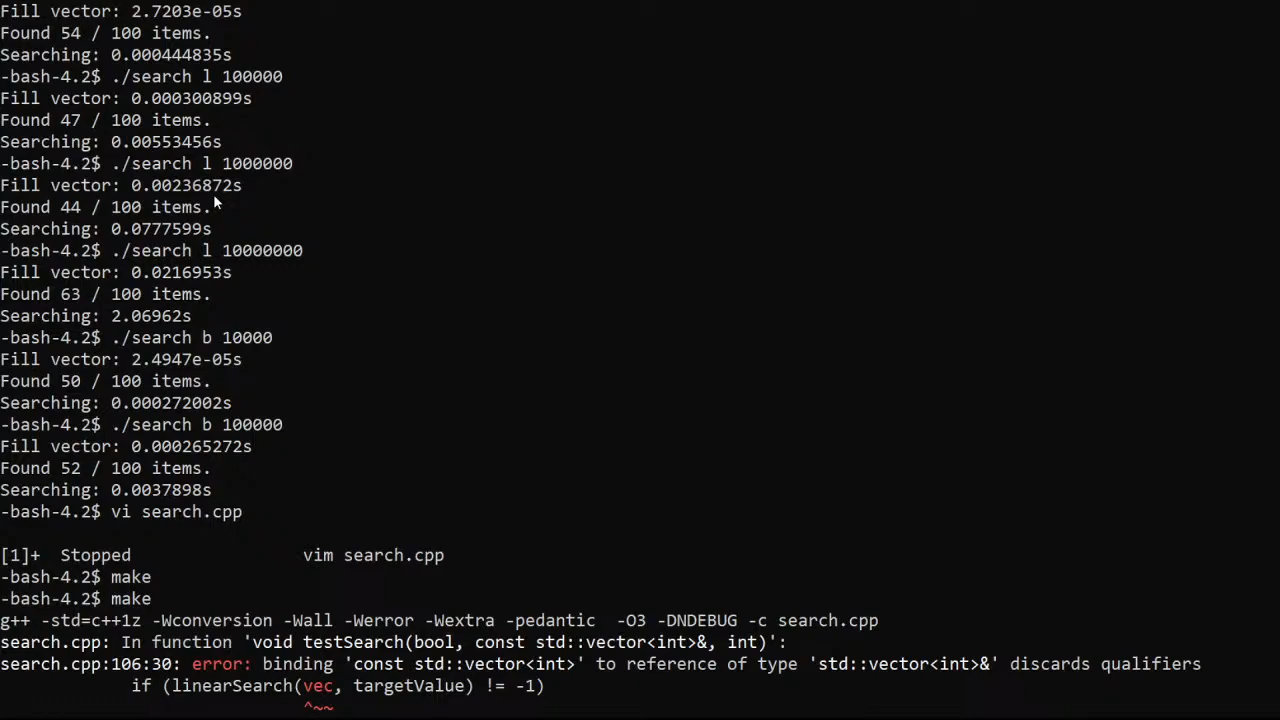 Fill vector: 2.7203e-05s
Found 54 / 100 items.
Searching: 0.000444835s
-bash-4.2$ ./search l 100000
Fill vector: 0.000300899s
Found 47 / 100 items.
Searching: 0.00553456s
-bash-4.2$ ./search l 1000000
Fill vector: 0.00236872s
Found 44 / 100 items.
Searching: 0.0777599s
-bash-4.2$ ./search l 10000000
Fill vector: 0.0216953s
Found 63 / 100 items.
Searching: 2.06962s
-bash-4.2$ ./search b 10000
Fill vector: 2.4947e-05s
Found 50 / 100 items.
Searching: 0.000272002s
-bash-4.2$ ./search b 100000
Fill vector: 0.000265272s
Found 52 / 100 items.
Searching: 0.0037898s
-bash-4.2$ vi search.cpp
[1]+  Stopped                 vim search.cpp
-bash-4.2$ make
-bash-4.2$ make
g++ -std=c++1z -Wconversion -Wall -Werror -Wextra -pedantic  -O3 -DNDEBUG -c search.cpp
search.cpp: In function 'void testSearch(bool, const std::vector<int>&, int)':
search.cpp:106:30: error: binding 'const std::vector<int>' to reference of type 'std::vector<int>&' discards qualifiers
             if (linearSearch(vec, targetValue) != -1)
                              ^~~